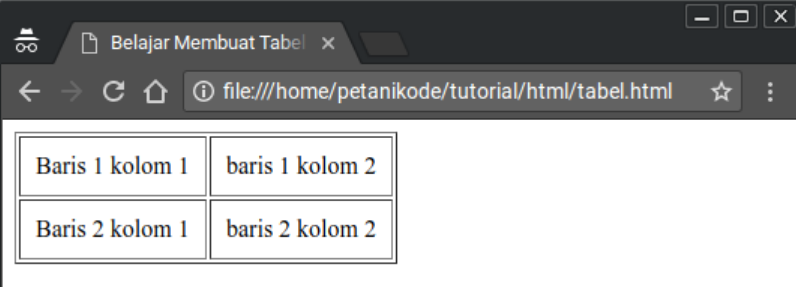 Belajar Membuat Tabel
file:///home/petanikode/tutorial/html/tabel.html
Baris 1 kolom 1 baris 1 kolom 2
Baris 2 kolom 1 baris 2 kolom 2